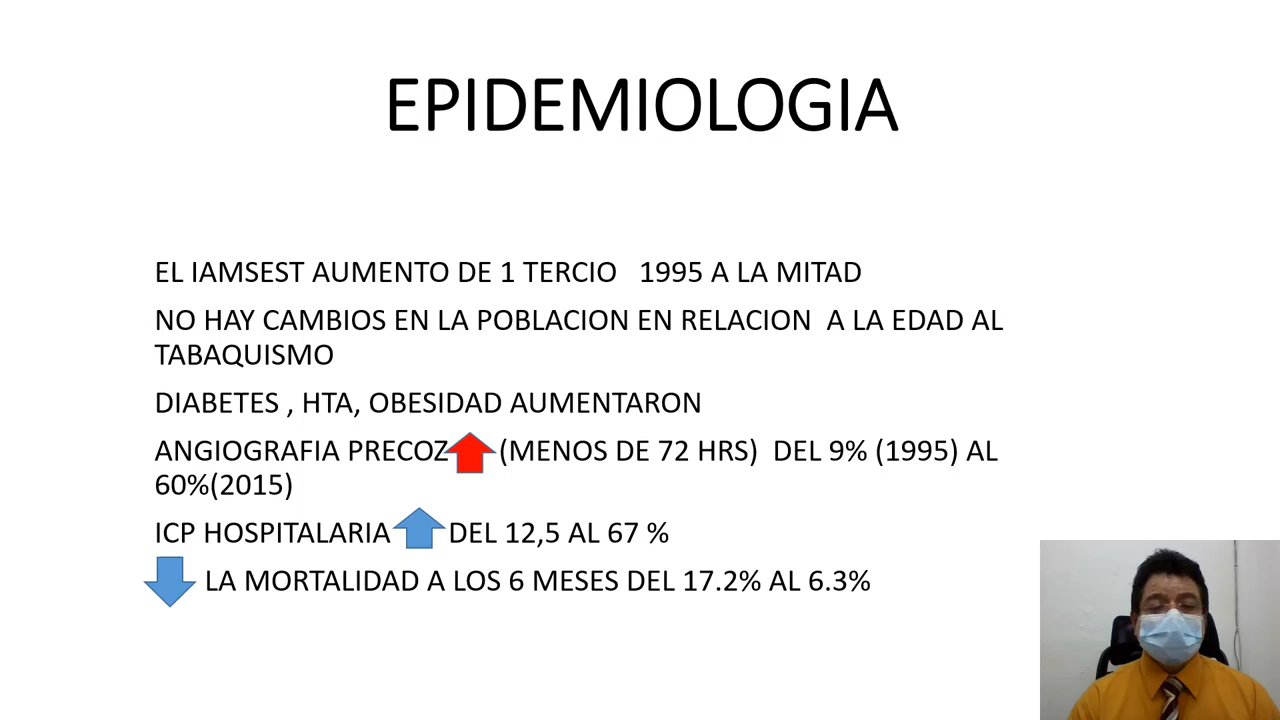 EPIDEMIOLOGIA
EL IAMSEST AUMENTO DE 1 TERCIO 1995 A LA MITAD
NO HAY CAMBIOS EN LA POBLACION EN RELACION A LA EDAD AL
TABAQUISMO
DIABETES , HTA, OBESIDAD AUMENTARON
ANGIOGRAFIA PRECOZ (MENOS DE 72 HRS) DEL 9% (1995) AL
60%(2015)
ICP HOSPITALARIA DEL 12,5 AL 67 %
LA MORTALIDAD A LOS 6 MESES DEL 17.2% AL 6.3%